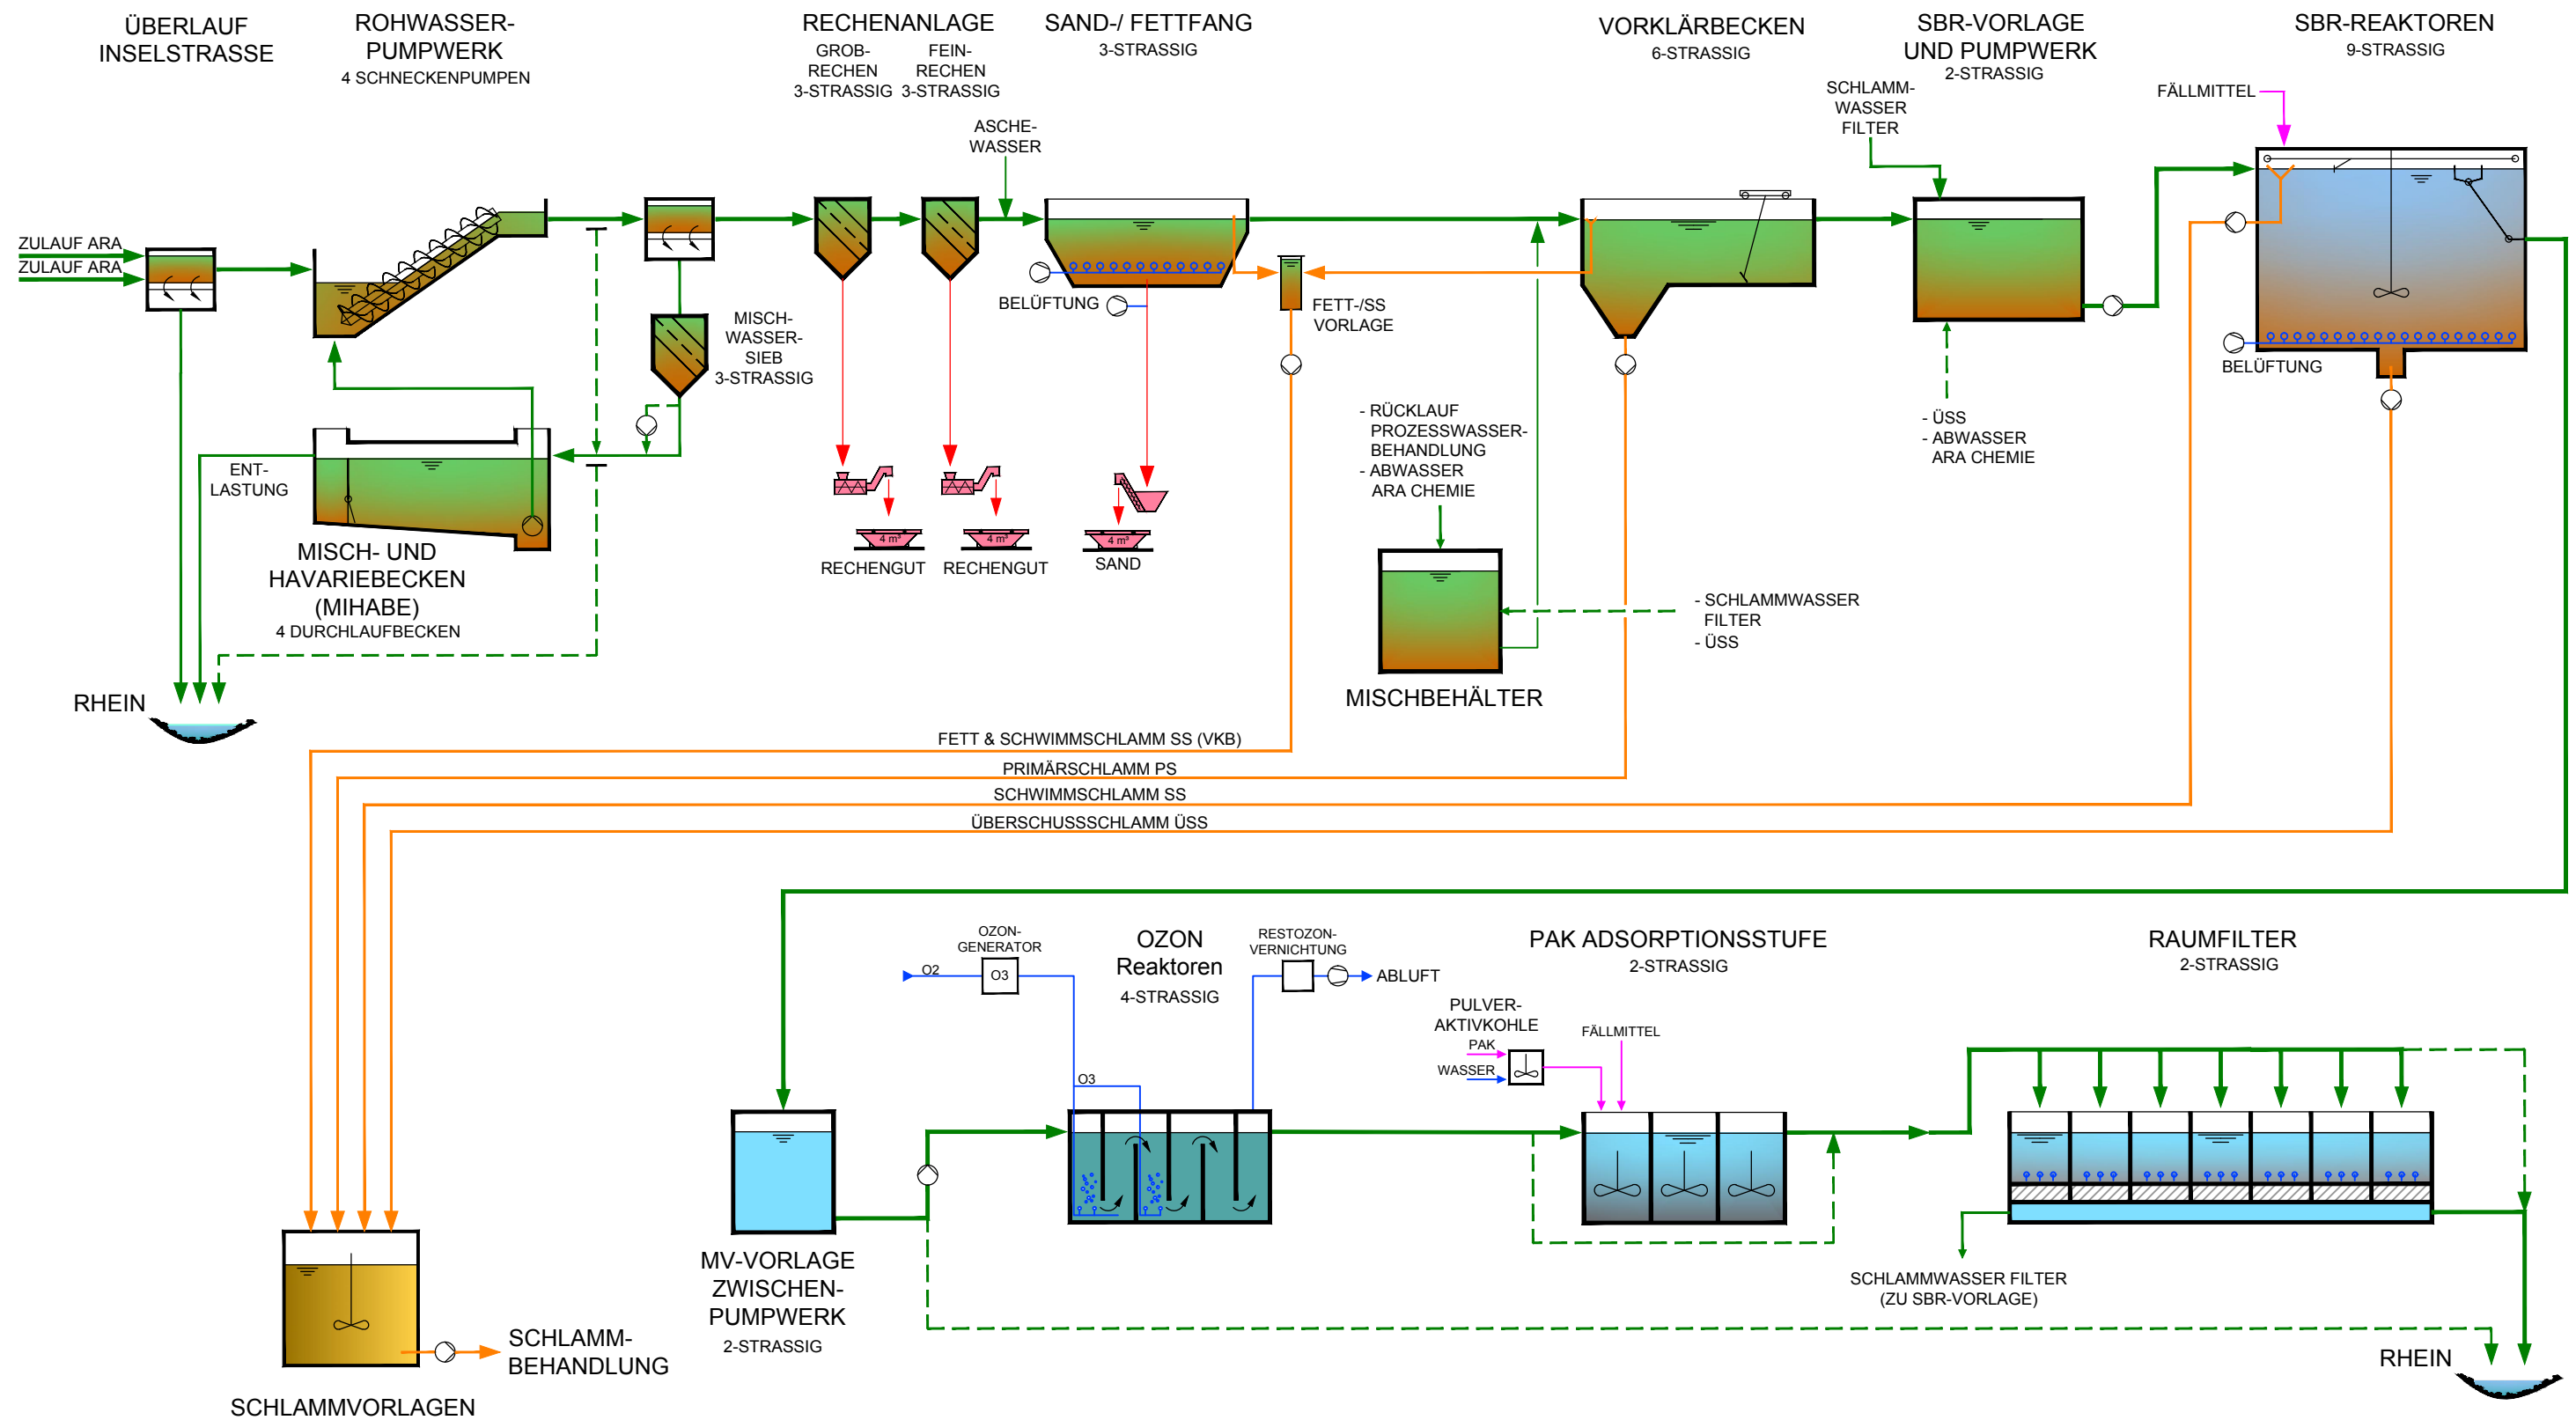 ÜBERLAUF
INSELSTRASSE
ROHWASSER-
PUMPWERK
4 SCHNECKENPUMPEN
RECHENANLAGE
GROB-
RECHEN
3-STRASSIG
FEIN-
RECHEN
3-STRASSIG
SAND-/ FETTFANG
3-STRASSIG
VORKLÄRBECKEN
6-STRASSIG
SBR-VORLAGE
UND PUMPWERK
2-STRASSIG
SBR-REAKTOREN
9-STRASSIG
SCHLAMM-
WASSER
FILTER
FÄLLMITTEL
ASCHE-
WASSER
ZULAUF ARA
ZULAUF ARA
BELÜFTUNG
FETT-/SS
VORLAGE
MISCH-
WASSER-
SIEB
3-STRASSIG
BELÜFTUNG
- RÜCKLAUF
PROZESSWASSER-
BEHANDLUNG
- ABWASSER
ARA CHEMIE
- ÜSS
- ABWASSER
ARA CHEMIE
ENT-
LASTUNG
4 m³
4 m³
4 m³
RECHENGUT
RECHENGUT
SAND
MISCH- UND
HAVARIEBECKEN
(MIHABE)
4 DURCHLAUFBECKEN
- SCHLAMMWASSER
FILTER
- ÜSS
MISCHBEHÄLTER
RHEIN
FETT & SCHWIMMSCHLAMM SS (VKB)
PRIMÄRSCHLAMM PS
SCHWIMMSCHLAMM SS
ÜBERSCHUSSSCHLAMM ÜSS
OZON-
GENERATOR
O2
O3
OZON
Reaktoren
4-STRASSIG
RESTOZON-
VERNICHTUNG
ABLUFT
PAK ADSORPTIONSSTUFE
2-STRASSIG
RAUMFILTER
2-STRASSIG
PULVER-
AKTIVKOHLE
PAK
WASSER
FÄLLMITTEL
O3
MV-VORLAGE
ZWISCHEN-
PUMPWERK
2-STRASSIG
SCHLAMMWASSER FILTER
(ZU SBR-VORLAGE)
SCHLAMM-
BEHANDLUNG
RHEIN
SCHLAMMVORLAGEN